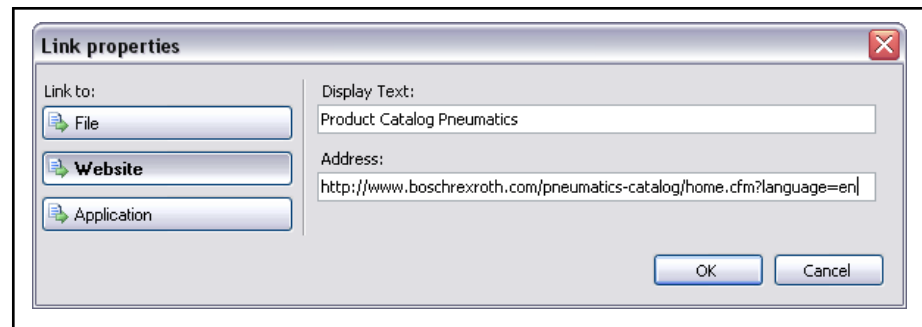 Link properties
Link to:
File
Website
Application
Display Text:
Product Catalog Pneumatics
Address:
http://www.boschrexroth.com/pneumatics-catalog/home.cfm?language=en
OK
Cancel